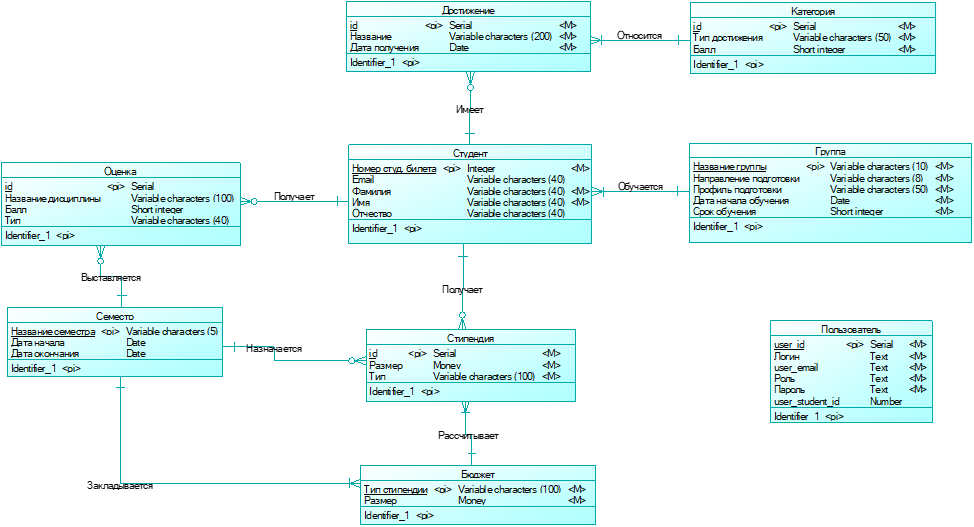 Достижение
id <pi> Serial <M>
Название Variable characters (200) <M>
Дата получения Date <M>
Identifier_1 <pi>
Относится
Категория
id <pi> Serial <M>
Тип достижения Variable characters (50) <M>
Балл Short integer <M>
Identifier_1 <pi>
Имеет
Оценка
id <pi> Serial
Название дисциплины Variable characters (100)
Балл Short integer
Тип Variable characters (40)
Identifier_1 <pi>
Получает
Студент
Номер студ. билета <pi> Integer <M>
Email Variable characters (40)
Фамилия Variable characters (40) <M>
Имя Variable characters (40) <M>
Отчество Variable characters (40)
Identifier_1 <pi>
Обучается
Группа
Название группы <pi> Variable characters (10) <M>
Направление подготовки Variable characters (8) <M>
Профиль подготовки Variable characters (50) <M>
Дата начала обучения Date <M>
Срок обучения Short integer <M>
Identifier_1 <pi>
Выставляется
Получает
Семестр
Название семестра <pi> Variable characters (5)
Дата начала Date
Дата окончания Date
Identifier_1 <pi>
Назначается
Стипендия
id <pi> Serial <M>
Размер Money <M>
Тип Variable characters (100) <M>
Identifier_1 <pi>
Пользователь
user_id <pi> Serial <M>
Логин Text <M>
user_email Text <M>
Роль Text <M>
Пароль Text <M>
user_student_id Number
Identifier_1 <pi>
Рассчитывает
Закладывается
Бюджет
Тип стипендии <pi> Variable characters (100) <M>
Размер Money <M>
Identifier_1 <pi>